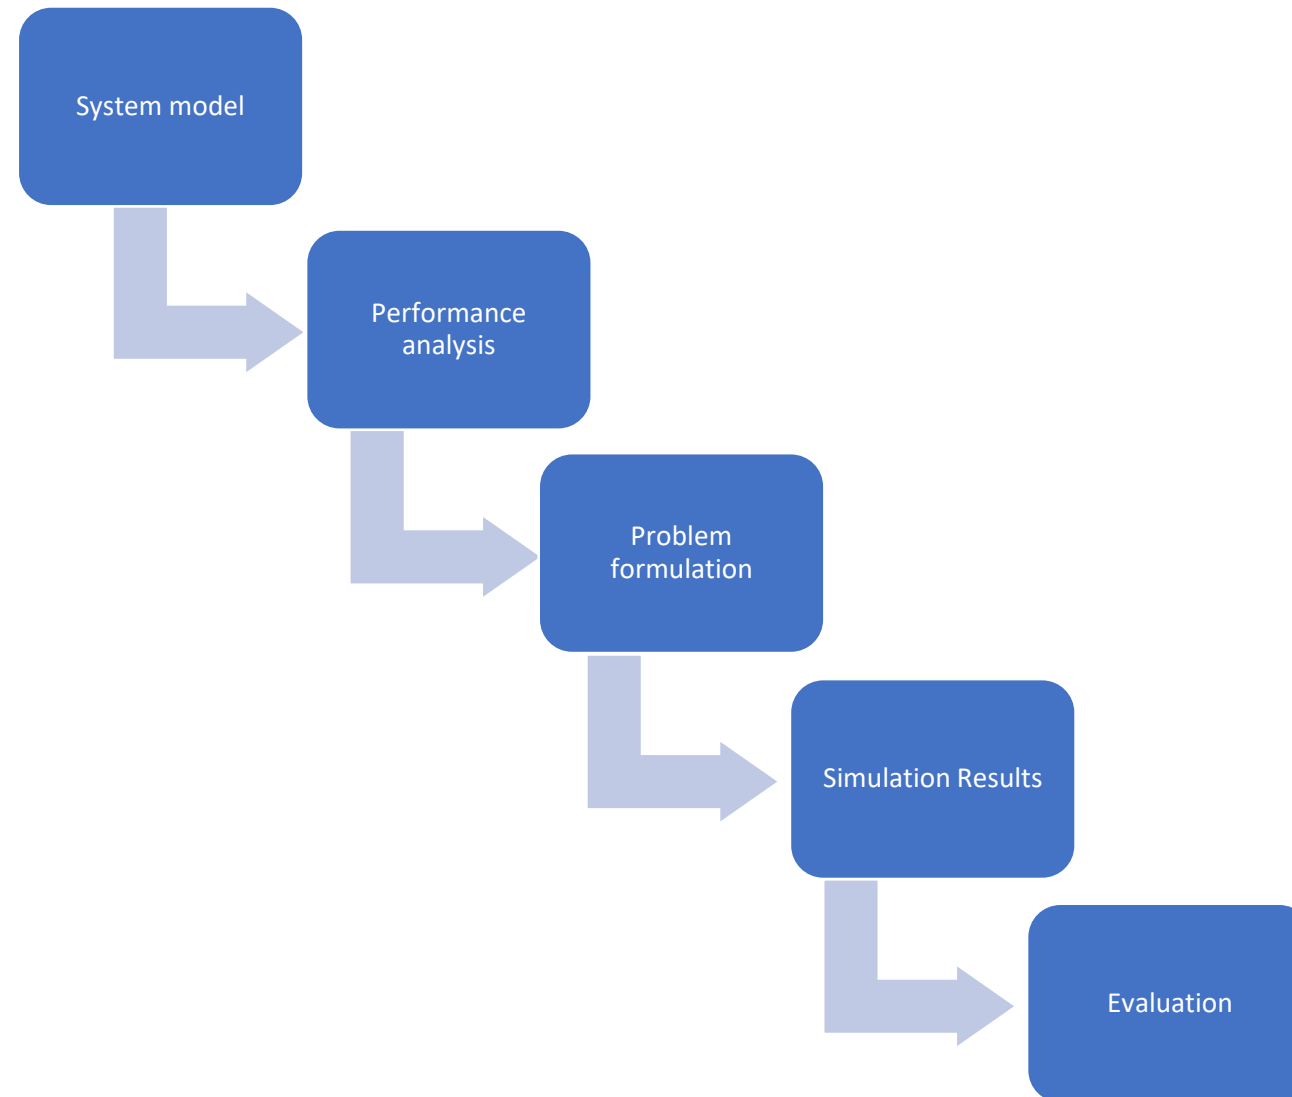 System model
Performance
analysis
Problem
formulation
Simulation Results
Evaluation